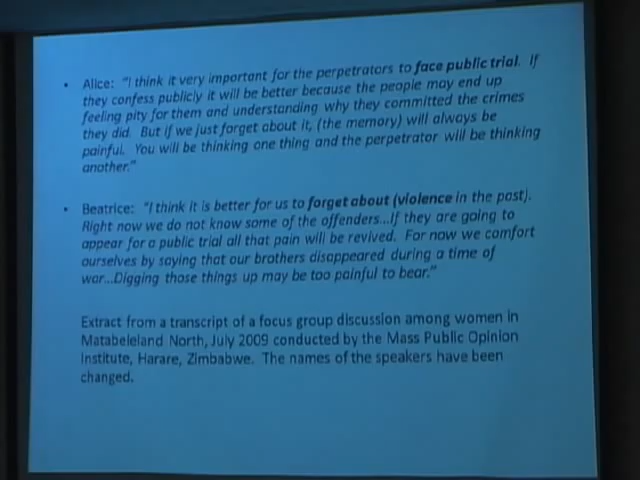 • Alice: "I think it very important for the perpetrators to face public trial. If
they confess publicly it will be better because the people may end up
feeling pity for them and understanding why they committed the crimes
they did. But if we just forget about it, (the memory) will always be
painful. You will be thinking one thing and the perpetrator will be thinking
another."
• Beatrice: "I think it is better for us to forget about (violence in the past).
Right now we do not know some of the offenders...If they are going to
appear for a public trial all that pain will be revived. For now we comfort
ourselves by saying that our brothers disappeared during a time of
war...Digging those things up may be too painful to bear."
Extract from a transcript of a focus group discussion among women in
Matabeleland North, July 2009 conducted by the Mass Public Opinion
Institute, Harare, Zimbabwe. The names of the speakers have been
changed.